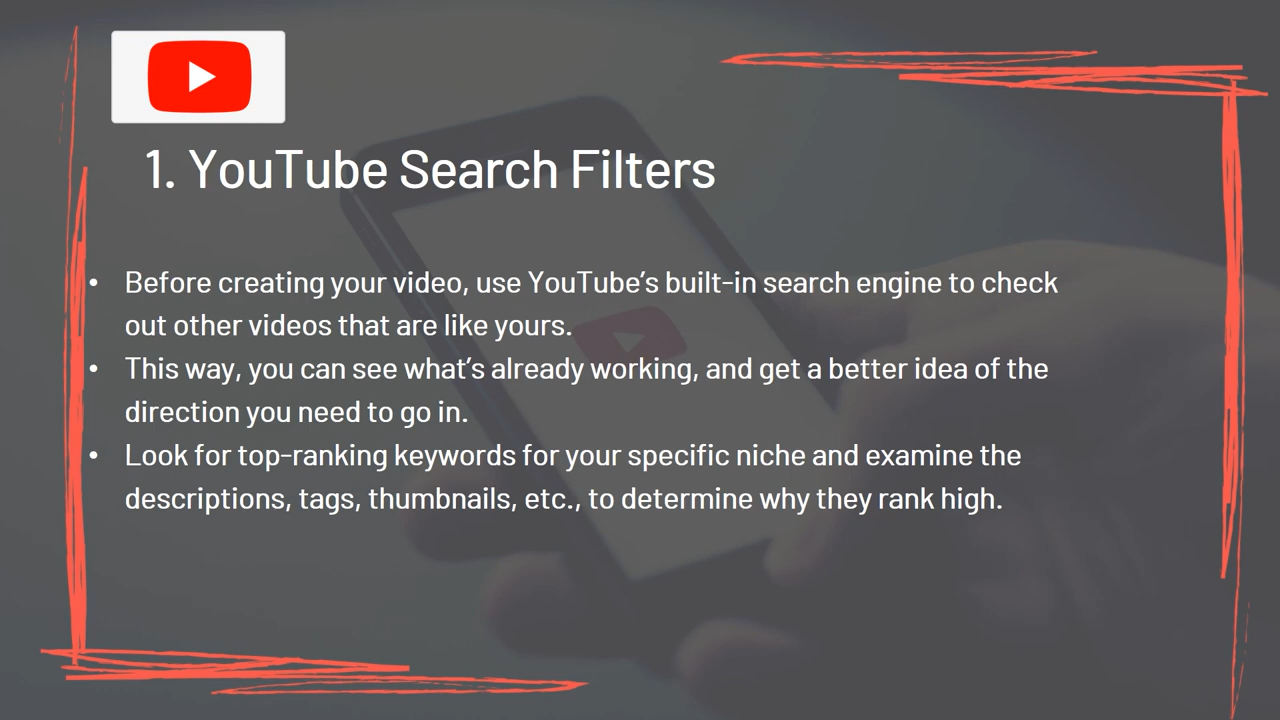 1. YouTube Search Filters
• Before creating your video, use YouTube’s built-in search engine to check
out other videos that are like yours.
• This way, you can see what’s already working, and get a better idea of the
direction you need to go in.
• Look for top-ranking keywords for your specific niche and examine the
descriptions, tags, thumbnails, etc., to determine why they rank high.